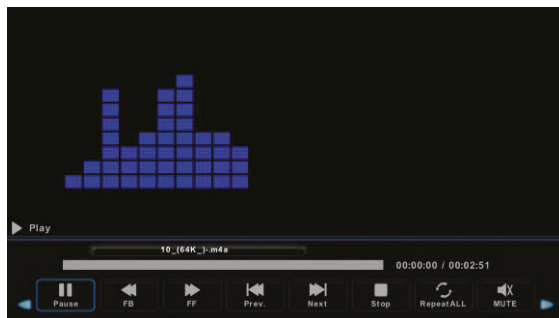 Play
10_(64K_)-.m4a
00:00:00 / 00:02:51
Pause FB FF Prev. Next Stop RepeatALL MUTE